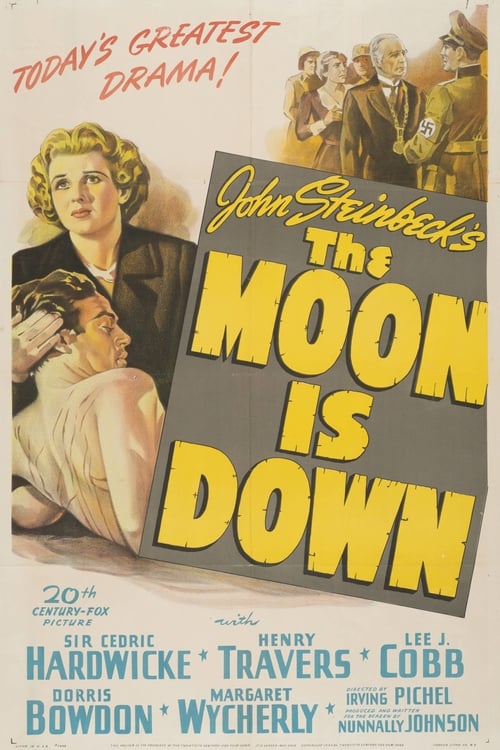 TODAY'S GREATEST
DRAMA!
John Steinbeck's
The
MOON
IS
DOWN
20th
CENTURY-FOX
PICTURE
with
SIR CEDRIC
HARDWICKE * HENRY
TRAVERS * LEE J.
COBB
DORRIS
BOWDON * MARGARET
WYCHERLY * DIRECTED BY
IRVING PICHEL
PRODUCED AND WRITTEN
FOR THE SCREEN BY
NUNNALLY JOHNSON